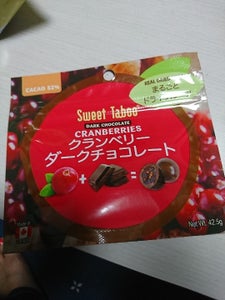 CACAO 52%
まるごと
Sweet Taboo
DARK CHOCOLATE
CRANBERRIES
クランベリー
ダークチョコレート
+
=
Net Wt. 42.5g